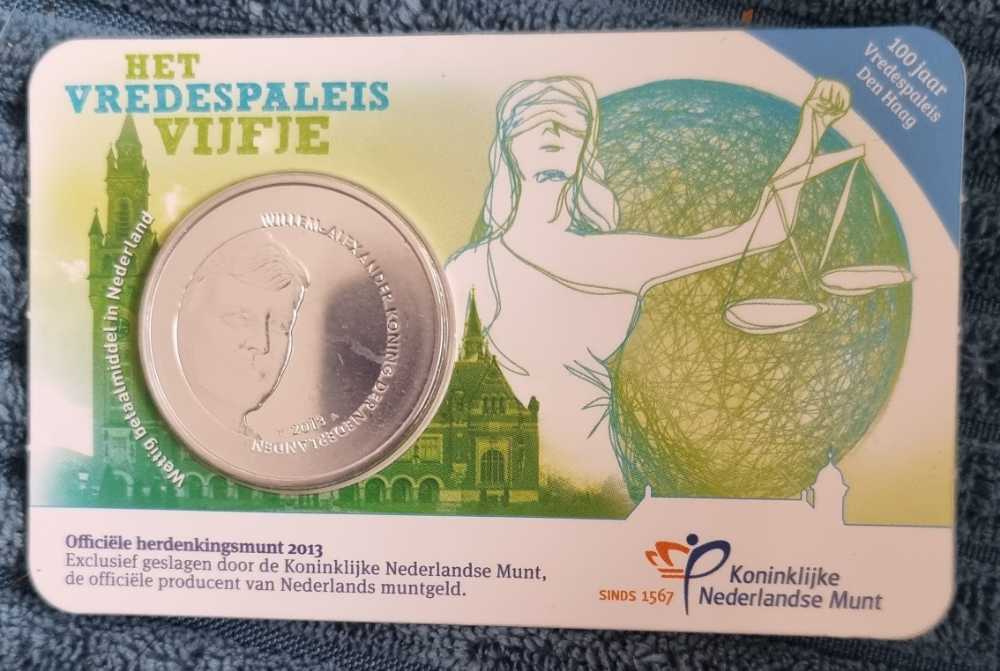 HET
VREDESPALEIS
VIJFJE
100 jaar
Vredespaleis
Den Haag
Wettig betaalmiddel in Nederland
WILLEM-ALEXANDER KONING DER NEDERLANDEN
2013
Officiële herdenkingsmunt 2013
Exclusief geslagen door de Koninklijke Nederlandse Munt,
de officiële producent van Nederlands muntgeld.
SINDS 1567
Koninklijke
Nederlandse Munt